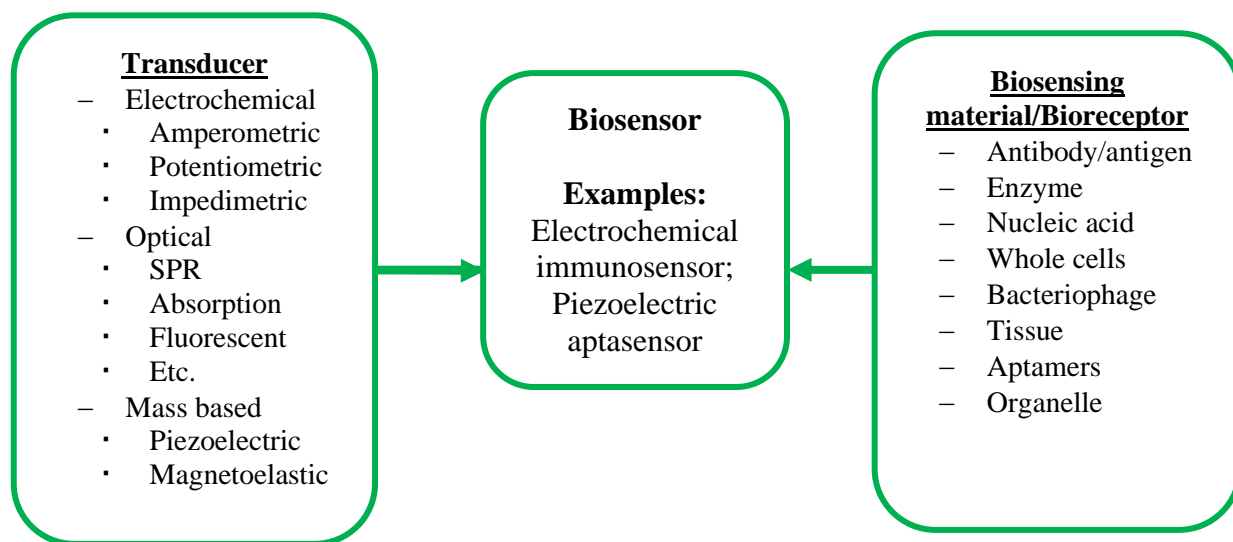 Transducer
– Electrochemical
▪ Amperometric
▪ Potentiometric
▪ Impedimetric
– Optical
▪ SPR
▪ Absorption
▪ Fluorescent
▪ Etc.
– Mass based
▪ Piezoelectric
▪ Magnetoelastic
Biosensor
Examples:
Electrochemical
immunosensor;
Piezoelectric
aptasensor
Biosensing
material/Bioreceptor
– Antibody/antigen
– Enzyme
– Nucleic acid
– Whole cells
– Bacteriophage
– Tissue
– Aptamers
– Organelle